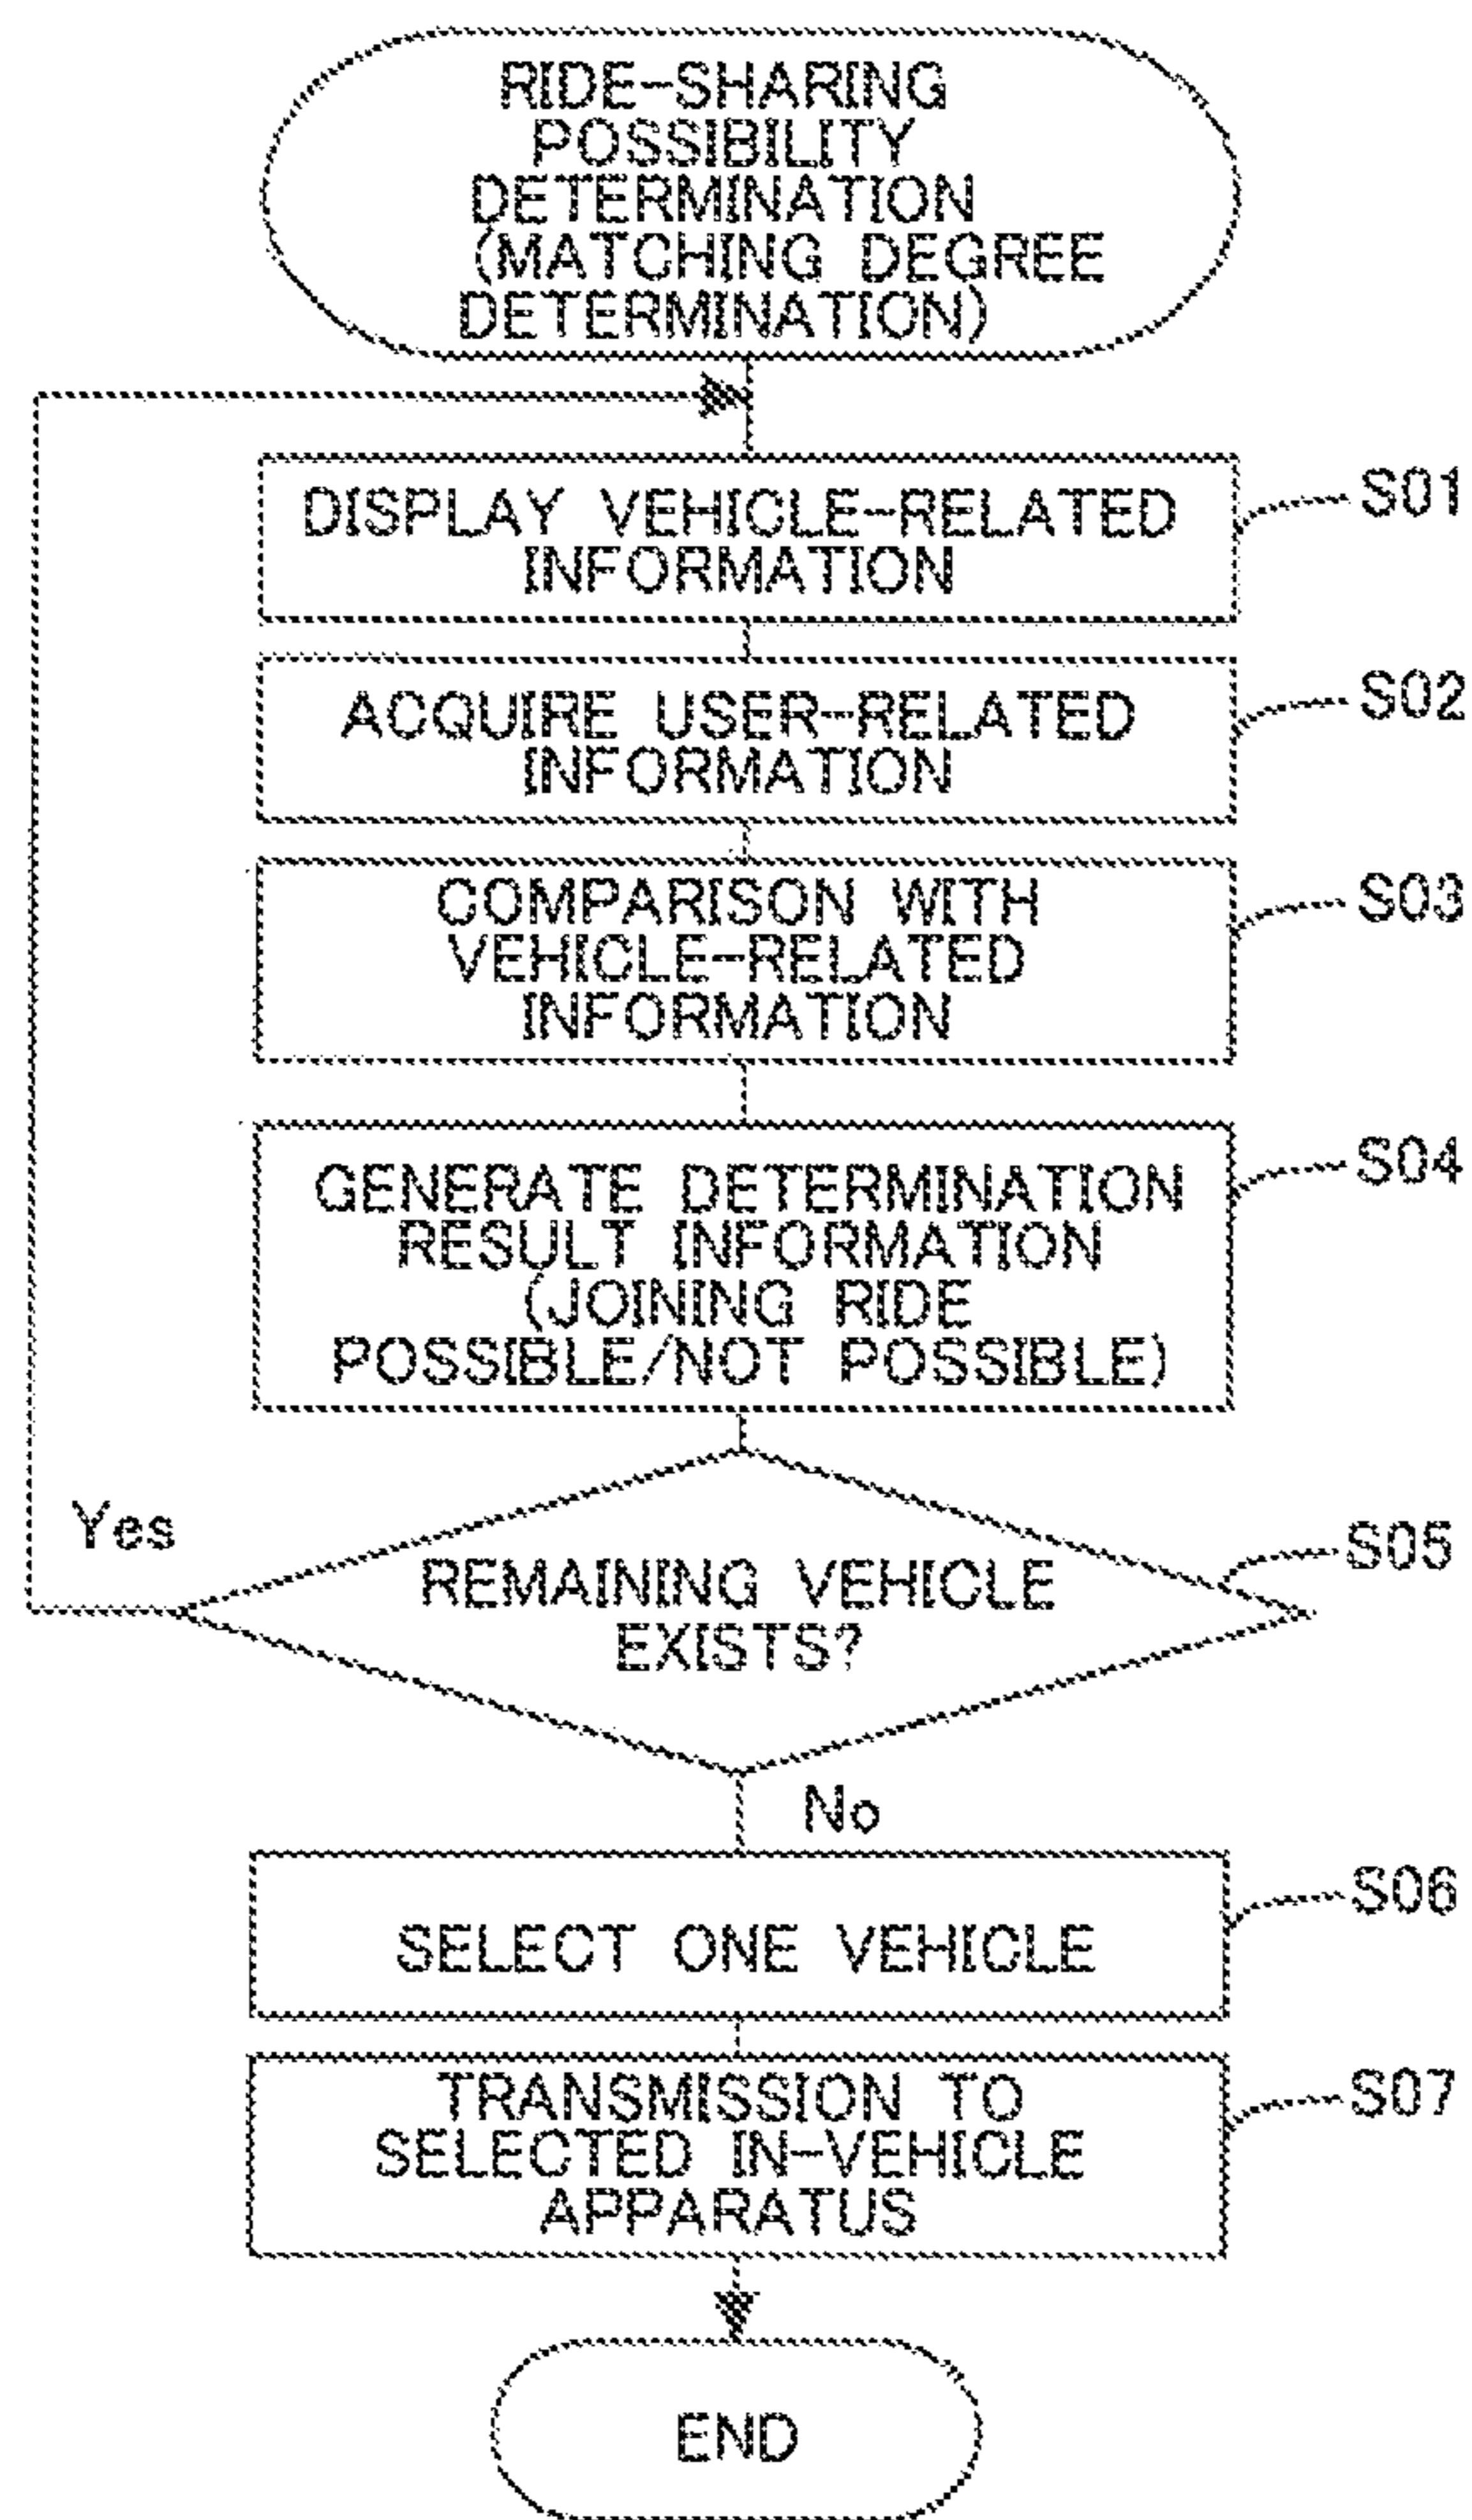 RIDE-SHARING
POSSIBILITY
DETERMINATION
(MATCHING DEGREE
DETERMINATION)
DISPLAY VEHICLE-RELATED
INFORMATION
S01
ACQUIRE USER-RELATED
INFORMATION
S02
COMPARISON WITH
VEHICLE-RELATED
INFORMATION
S03
GENERATE DETERMINATION
RESULT INFORMATION
(JOINING RIDE
POSSIBLE/NOT POSSIBLE)
S04
Yes
REMAINING VEHICLE
EXISTS?
S05
No
SELECT ONE VEHICLE
S06
TRANSMISSION TO
SELECTED IN-VEHICLE
APPARATUS
S07
END